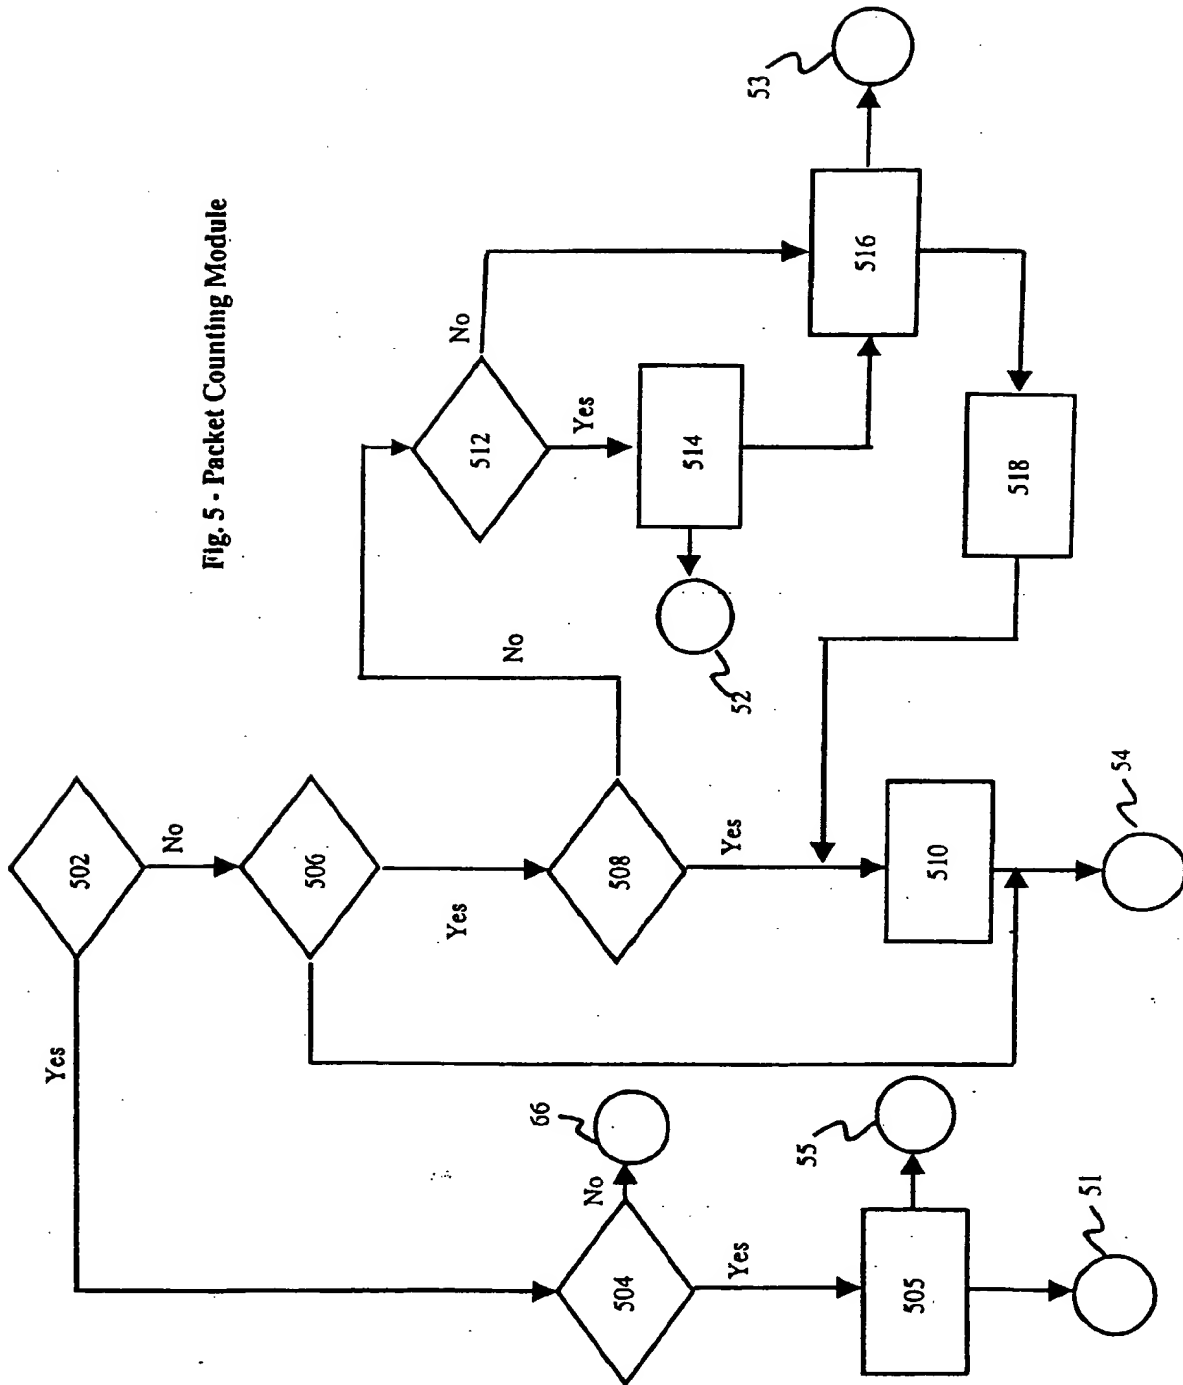 Fig. 5 - Packet Counting Module
502
Yes
No
506
Yes
508
No
Yes
510
54
512
No
Yes
514
52
516
53
518
504
No
66
Yes
505
55
51